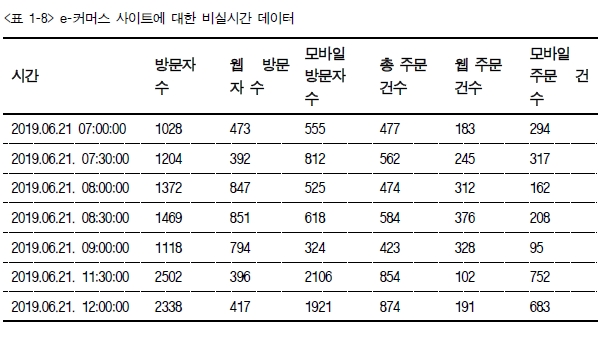 <표 1-8> e-커머스 사이트에 대한 비실시간 데이터
시간 방문자 수 웹 방문자 수 모바일 방문자 수 총 주문 건수 웹 주문 건수 모바일 주문 건수
2019.06.21 07:00:00 1028 473 555 477 183 294
2019.06.21. 07:30:00 1204 392 812 562 245 317
2019.06.21. 08:00:00 1372 847 525 474 312 162
2019.06.21. 08:30:00 1469 851 618 584 376 208
2019.06.21. 09:00:00 1118 794 324 423 328 95
2019.06.21. 11:30:00 2502 396 2106 854 102 752
2019.06.21. 12:00:00 2338 417 1921 874 191 683